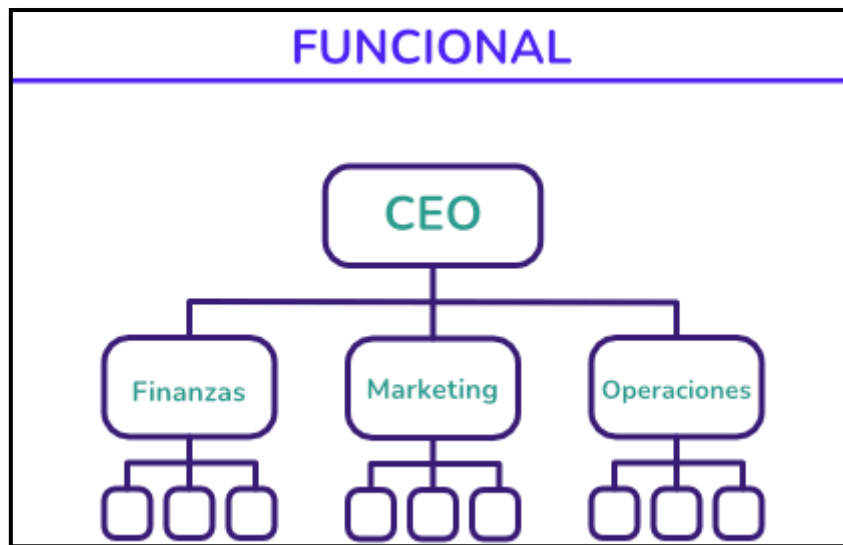 FUNCIONAL
CEO
Finanzas
Marketing
Operaciones